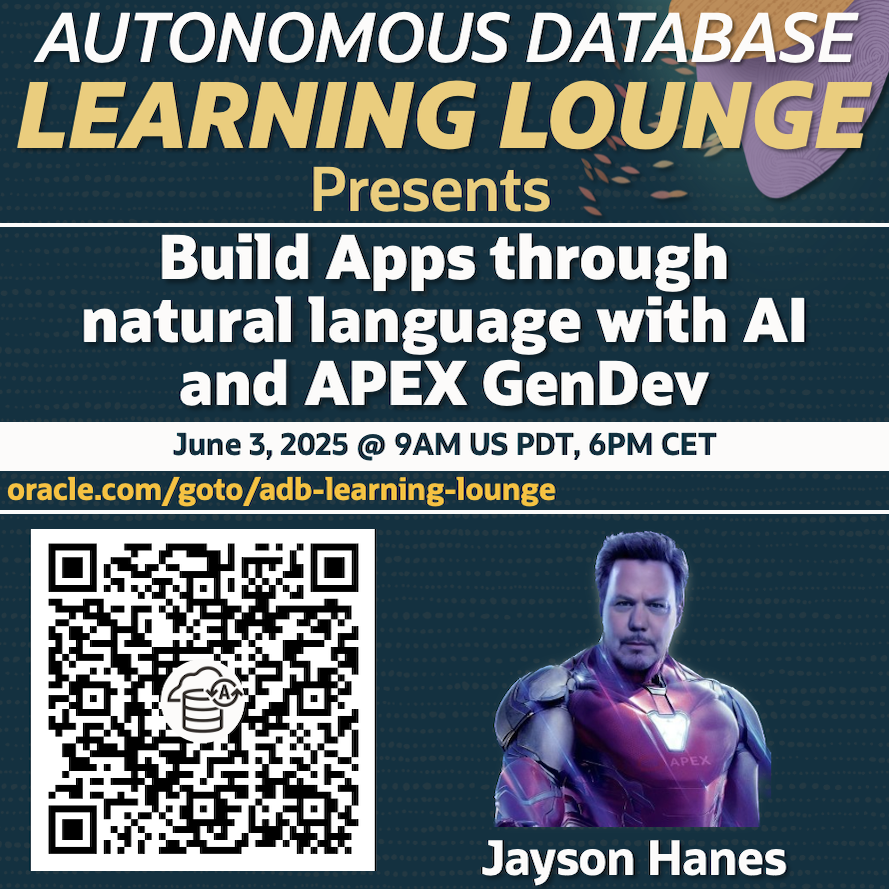 AUTONOMOUS DATABASE
LEARNING LOUNGE
Presents
Build Apps through
natural language with AI
and APEX GenDev
June 3, 2025 @ 9AM US PDT, 6PM CET
oracle.com/goto/adb-learning-lounge
A
APEX
Jayson Hanes